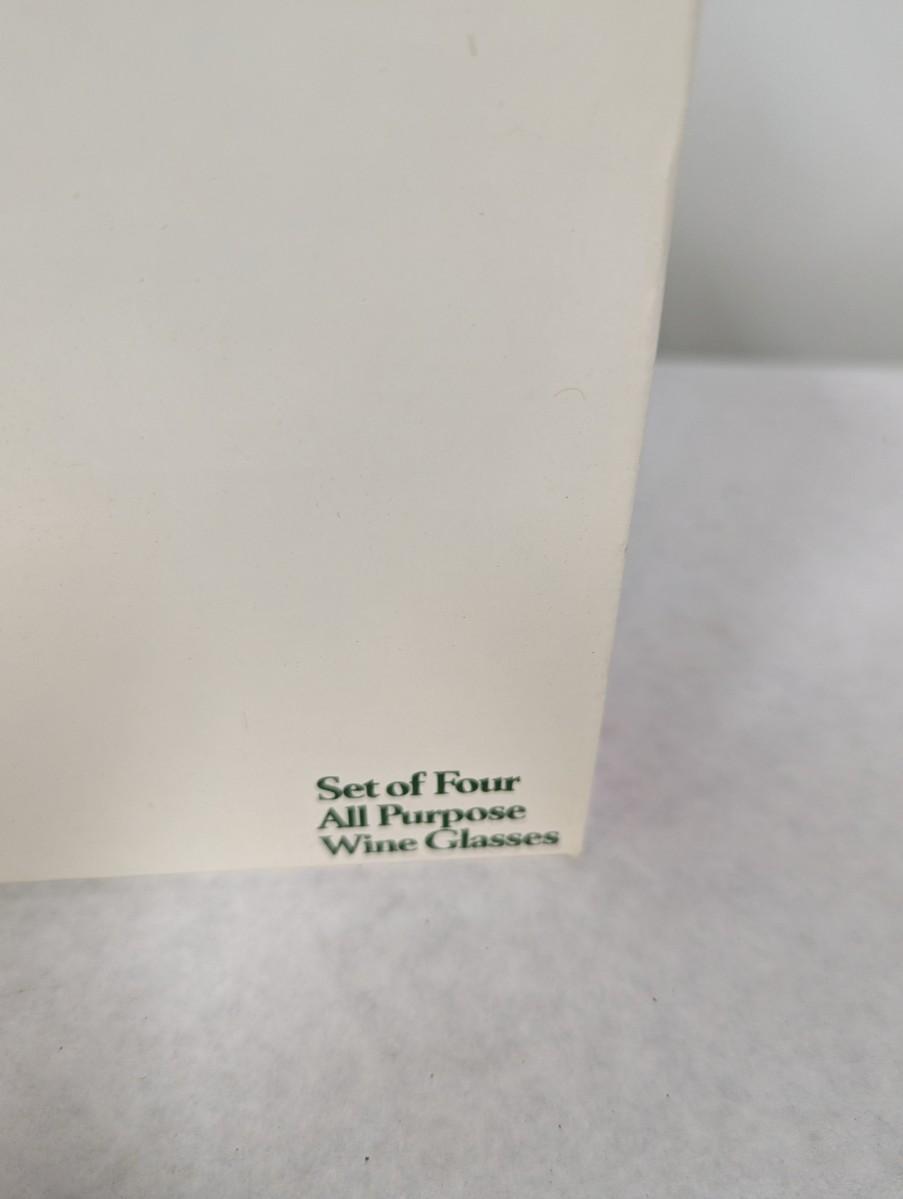 Set of Four
All Purpose
Wine Glasses